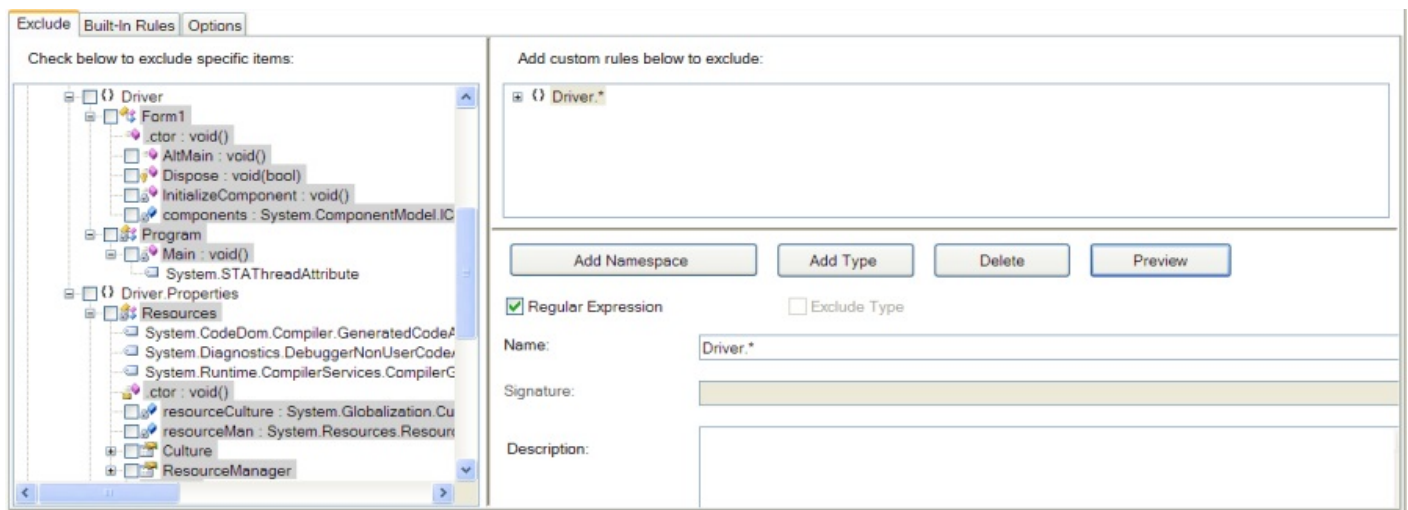 Exclude Built-In Rules Options
Check below to exclude specific items:
{} Driver
Form1
.ctor : void()
AltMain : void()
Dispose : void(bool)
InitializeComponent : void()
components : System.ComponentModel.IC
Program
Main : void()
System.STAThreadAttribute
{} Driver.Properties
Resources
System.CodeDom.Compiler.GeneratedCodeA
System.Diagnostics.DebuggerNonUserCodeA
System.Runtime.CompilerServices.CompilerG
.ctor : void()
resourceCulture : System.Globalization.Cu
resourceMan : System.Resources.Resourc
Culture
ResourceManager
Add custom rules below to exclude:
{} Driver.*
Add Namespace Add Type Delete Preview
Regular Expression Exclude Type
Name: Driver.*
Signature:
Description: